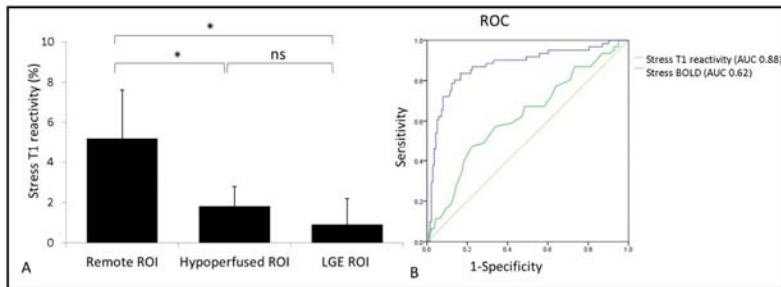 *
*
ns
10
8
6
4
2
0
Stress T1 reactivity (%)
Remote ROI
Hypoperfused ROI
LGE ROI
A
ROC
1.0
0.8
0.6
0.4
0.2
0.0
Sensitivity
0.0
0.2
0.4
0.6
0.8
1.0
1-Specificity
B
Stress T1 reactivity (AUC 0.88)
Stress BOLD (AUC 0.62)